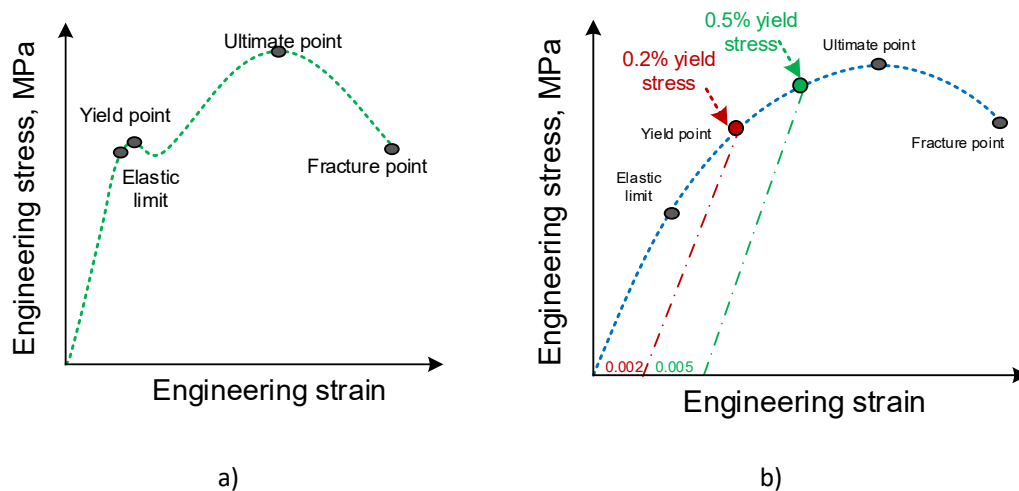 Engineering stress, MPa
Ultimate point
Yield point
Elastic
limit
Fracture point
Engineering strain
a)
Engineering stress, MPa
0.5% yield
stress
0.2% yield
stress
Ultimate point
Yield point
Fracture point
Elastic
limit
0.002
0.005
Engineering strain
b)